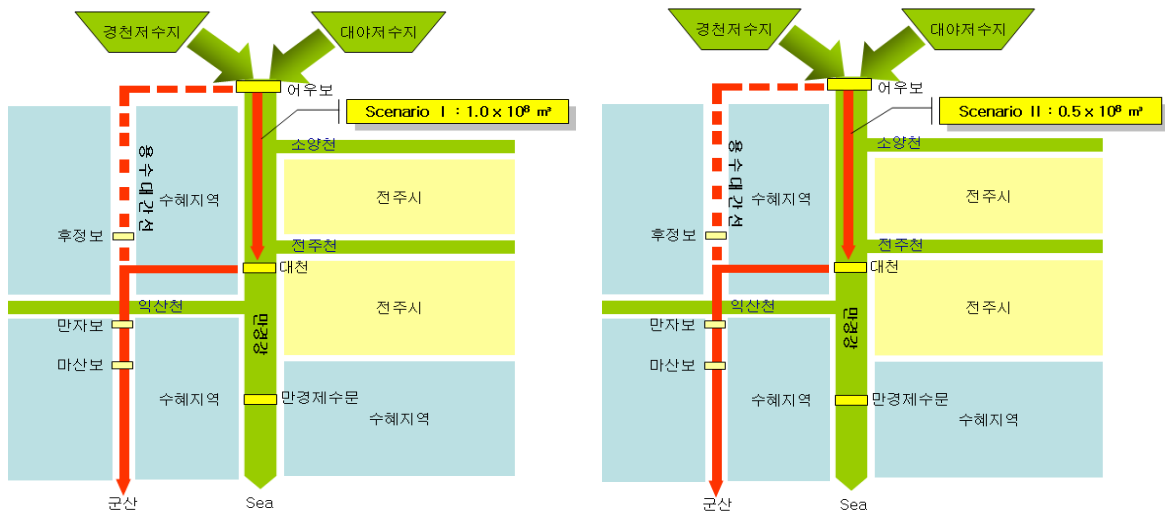 경천저수지
대야저수지
어우보
Scenario Ⅰ : 1.0 x 10⁸ m³
소양천
용수대간선
수혜지역
전주시
후정보
전주천
대천
익산천
만경강
전주시
만자보
마산보
수혜지역
만경제수문
수혜지역
군산
Sea
경천저수지
대야저수지
어우보
Scenario Ⅱ : 0.5 x 10⁸ m³
소양천
용수대간선
수혜지역
전주시
후정보
전주천
대천
익산천
만경강
전주시
만자보
마산보
수혜지역
만경제수문
수혜지역
군산
Sea